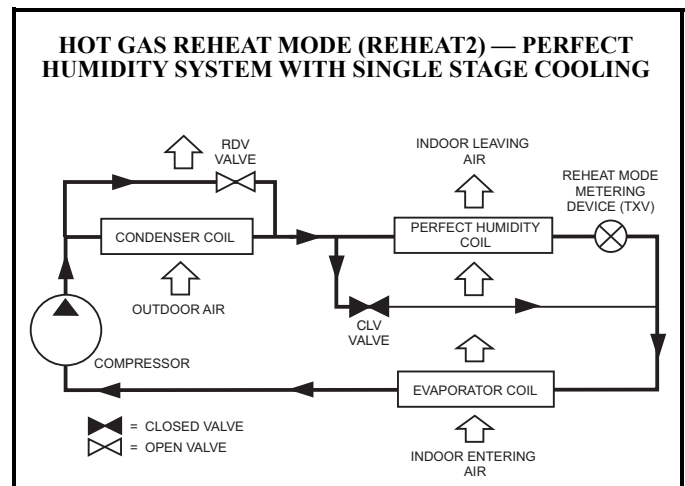 HOT GAS REHEAT MODE (REHEAT2) — PERFECT
HUMIDITY SYSTEM WITH SINGLE STAGE COOLING
RDV
VALVE
INDOOR LEAVING
AIR
REHEAT MODE
METERING
DEVICE (TXV)
CONDENSER COIL
PERFECT HUMIDITY
COIL
OUTDOOR AIR
CLV
VALVE
COMPRESSOR
EVAPORATOR COIL
= CLOSED VALVE
= OPEN VALVE
INDOOR ENTERING
AIR